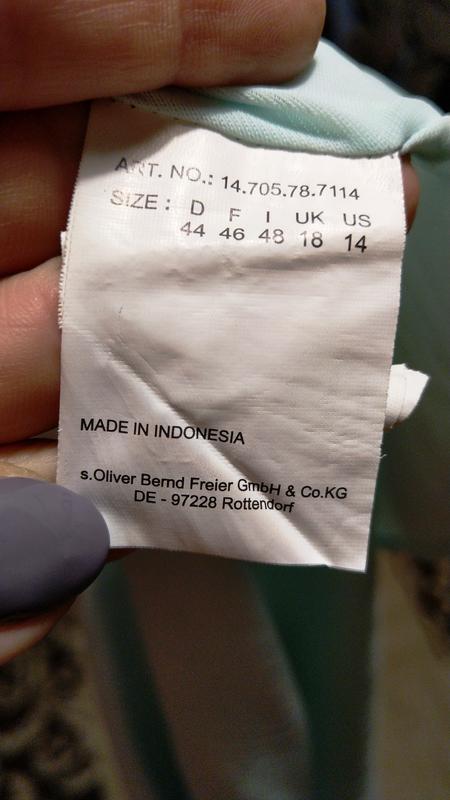 ART. NO.: 14.705.78.7114
SIZE : D F I UK US
44 46 48 18 14
MADE IN INDONESIA
s.Oliver Bernd Freier GmbH & Co.KG
DE - 97228 Rottendorf